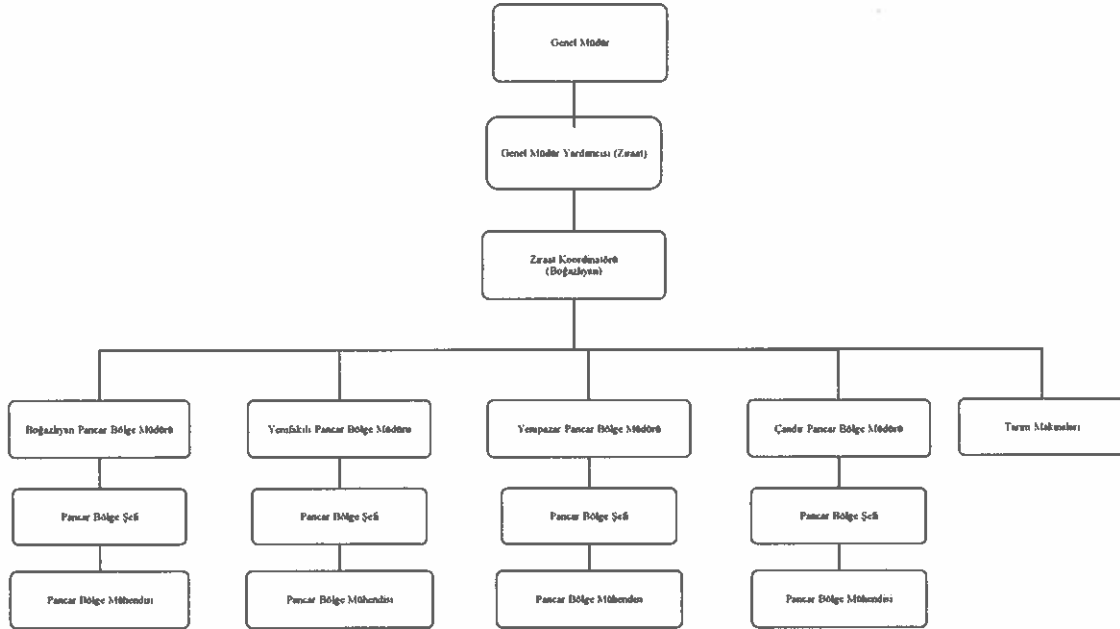 Genel Müdür
Genel Müdür Yardımcısı (Ziraat)
Ziraat Koordinatörü
(Boğazlıyan)
Boğazlıyan Pancar Bölge Müdürü
Yenifakılı Pancar Bölge Müdürü
Yenipazar Pancar Bölge Müdürü
Çandır Pancar Bölge Müdürü
Tarım Makinaları
Pancar Bölge Şefi
Pancar Bölge Şefi
Pancar Bölge Şefi
Pancar Bölge Şefi
Pancar Bölge Mühendisi
Pancar Bölge Mühendisi
Pancar Bölge Mühendisi
Pancar Bölge Mühendisi